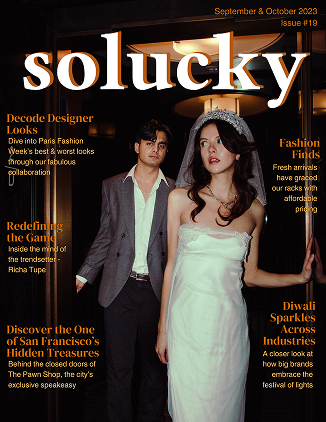 September & October 2023
Issue #19
solucky
Decode Designer
Looks
Dive into Paris Fashion
Week's best & worst looks
through our fabulous
collaboration
Fashion
Finds
Fresh arrivals
have graced
our racks with
affordable
pricing
Redefining
the Game
Inside the mind of
the trendsetter -
Richa Tupe
Diwali
Sparkles
Across
Industries
A closer look at
how big brands
embrace the
festival of lights
Discover the One
of San Francisco's
Hidden Treasures
Behind the closed doors of
The Pawn Shop, the city's
exclusive speakeasy